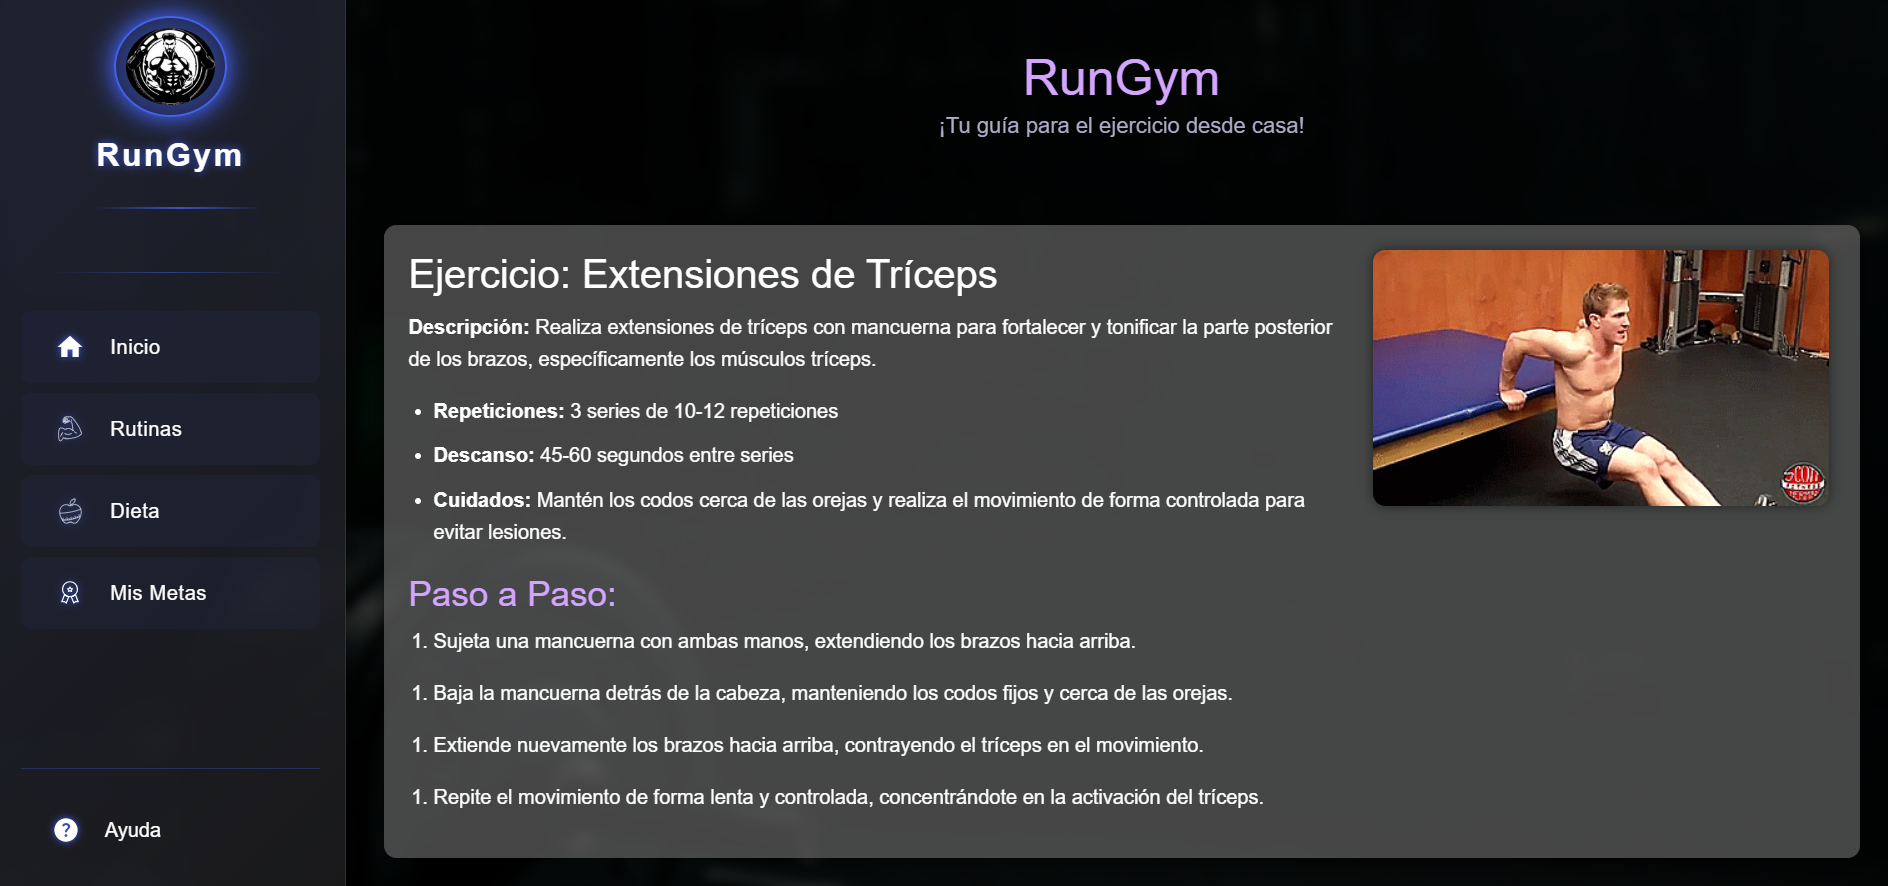 RunGym
Inicio
Rutinas
Dieta
Mis Metas
Ayuda
RunGym
¡Tu guía para el ejercicio desde casa!
Ejercicio: Extensiones de Tríceps
Descripción: Realiza extensiones de tríceps con mancuerna para fortalecer y tonificar la parte posterior
de los brazos, específicamente los músculos tríceps.
• Repeticiones: 3 series de 10-12 repeticiones
• Descanso: 45-60 segundos entre series
• Cuidados: Mantén los codos cerca de las orejas y realiza el movimiento de forma controlada para
evitar lesiones.
Paso a Paso:
1. Sujeta una mancuerna con ambas manos, extendiendo los brazos hacia arriba.
1. Baja la mancuerna detrás de la cabeza, manteniendo los codos fijos y cerca de las orejas.
1. Extiende nuevamente los brazos hacia arriba, contrayendo el tríceps en el movimiento.
1. Repite el movimiento de forma lenta y controlada, concentrándote en la activación del tríceps.